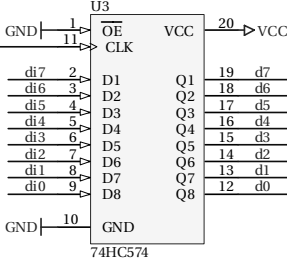 U3
GND 1 OE VCC 20 VCC
11 CLK
di7 2 D1 Q1 19 d7
di6 3 D2 Q2 18 d6
di5 4 D3 Q3 17 d5
di4 5 D4 Q4 16 d4
di3 6 D5 Q5 15 d3
di2 7 D6 Q6 14 d2
di1 8 D7 Q7 13 d1
di0 9 D8 Q8 12 d0
GND 10 GND
74HC574